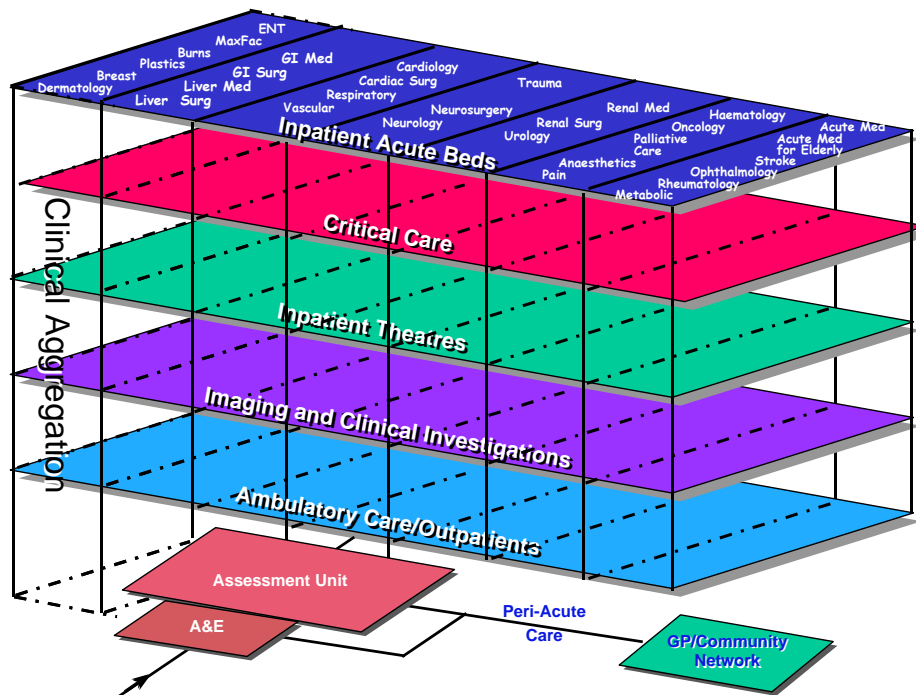 ENT
MaxFac
Burns
Plastics
Breast
Dermatology
GI Med
GI Surg
Liver Med
Liver Surg
Cardiology
Cardiac Surg
Respiratory
Vascular
Trauma
Neurosurgery
Neurology
Renal Med
Renal Surg
Urology
Haematology
Oncology
Palliative
Care
Anaesthetics
Pain
Acute Med
Acute Med
for Elderly
Stroke
Ophthalmology
Rheumatology
Metabolic
Inpatient Acute Beds
Critical Care
Inpatient Theatres
Imaging and Clinical Investigations
Ambulatory Care/Outpatients
Clinical Aggregation
Assessment Unit
A&E
Peri-Acute
Care
GP/Community
Network